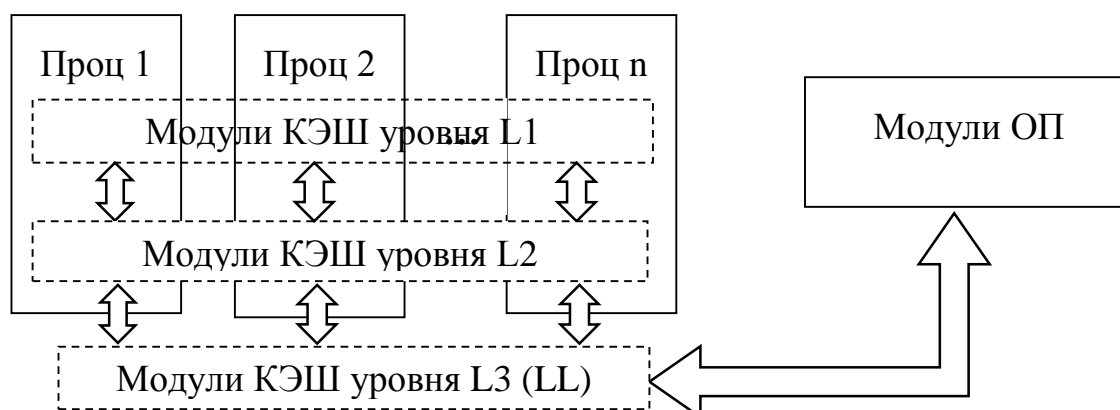 Проц 1
Проц 2
Проц n
Модули КЭШ уровня L1
...
Модули КЭШ уровня L2
Модули КЭШ уровня L3 (LL)
Модули ОП